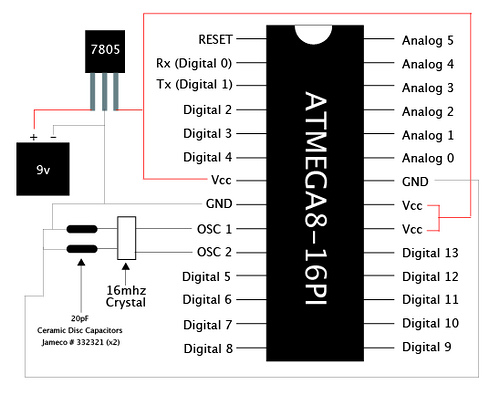 7805
+ -
9v
RESET
Rx (Digital 0)
Tx (Digital 1)
Digital 2
Digital 3
Digital 4
Vcc
GND
OSC 1
OSC 2
Digital 5
Digital 6
Digital 7
Digital 8
16mhz
Crystal
20pF
Ceramic Disc Capacitors
Jameco # 332321 (x2)
ATMEGA8-16PI
Analog 5
Analog 4
Analog 3
Analog 2
Analog 1
Analog 0
GND
Vcc
Vcc
Digital 13
Digital 12
Digital 11
Digital 10
Digital 9